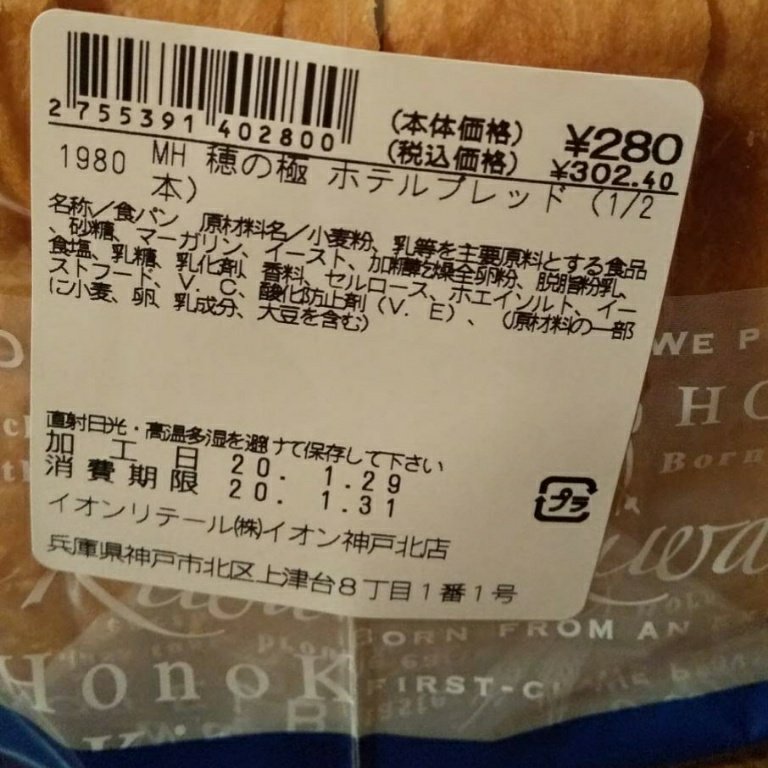 2 755391 402800
(本体価格) ¥280
(税込価格) ¥302.40
1980 MH 穂の極 ホテルブレッド (1/2
本)
名称/食パン 原材料名/小麦粉、乳等を主要原料とする食品
、砂糖、マーガリン、イースト、加糖乾燥全卵粉、脱脂粉乳、
食塩、乳糖、乳化剤、香料、セルロース、ホエイソルト、イー
ストフード、V.C、酸化防止剤(V.E)、(原材料の一部
に小麦、卵、乳成分、大豆を含む)
直射日光・高温多湿を避けて保存して下さい
加工日 20. 1.29
消費期限 20. 1.31
プラ
イオンリテール㈱イオン神戸北店
兵庫県神戸市北区上津台8丁目1番1号
WE P
HO
Born
BORN FROM AN
HonoK
FIRST-C